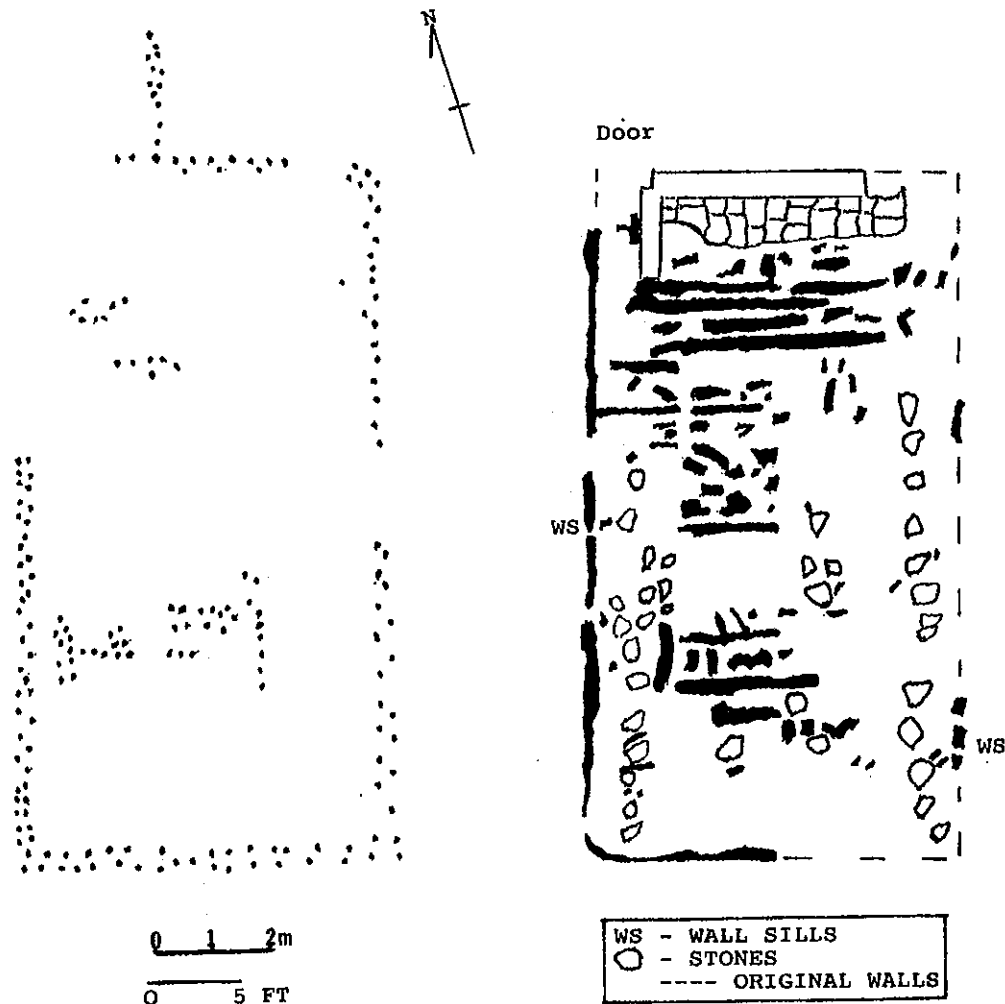 N
Door
WS
WS
0 1 2m
0 5 FT
WS - WALL SILLS
- STONES
---- ORIGINAL WALLS